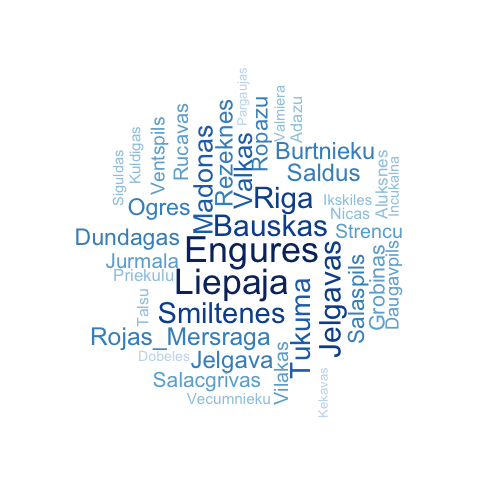 Pargaujas
Valmiera
Adazu
Ropazu
Rezeknes
Rucavas
Ventspils
Kuldigas
Siguldas
Madonas
Valkas
Burtnieku
Saldus
Aluksnes
Incukalna
Ogres
Riga
Ikskiles
Nicas
Bauskas
Strencu
Dundagas
Engures
Jurmala
Priekulu
Liepaja
Jelgavas
Salaspils
Grobinas
Daugavpils
Talsu
Smiltenes
Tukuma
Rojas_Mersraga
Dobeles
Jelgava
Vilakas
Salacgrivas
Kekavas
Vecumnieku